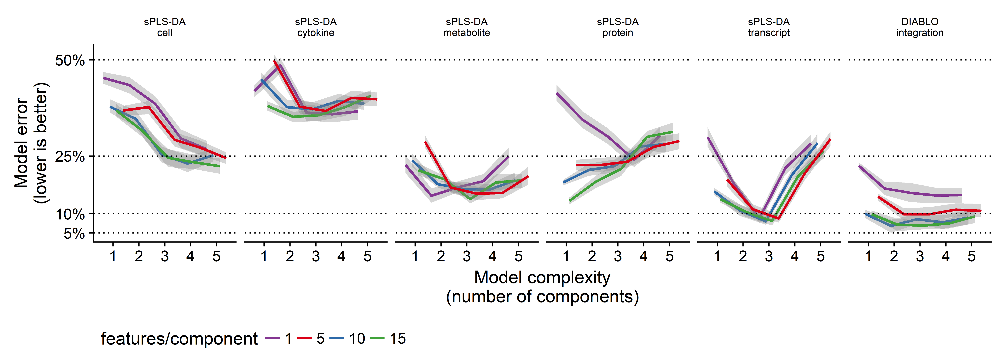 sPLS-DA
cell
sPLS-DA
cytokine
sPLS-DA
metabolite
sPLS-DA
protein
sPLS-DA
transcript
DIABLO
integration
Model error
(lower is better)
50%
25%
10%
5%
1 2 3 4 5
1 2 3 4 5
1 2 3 4 5
1 2 3 4 5
1 2 3 4 5
1 2 3 4 5
Model complexity
(number of components)
features/component 1 5 10 15